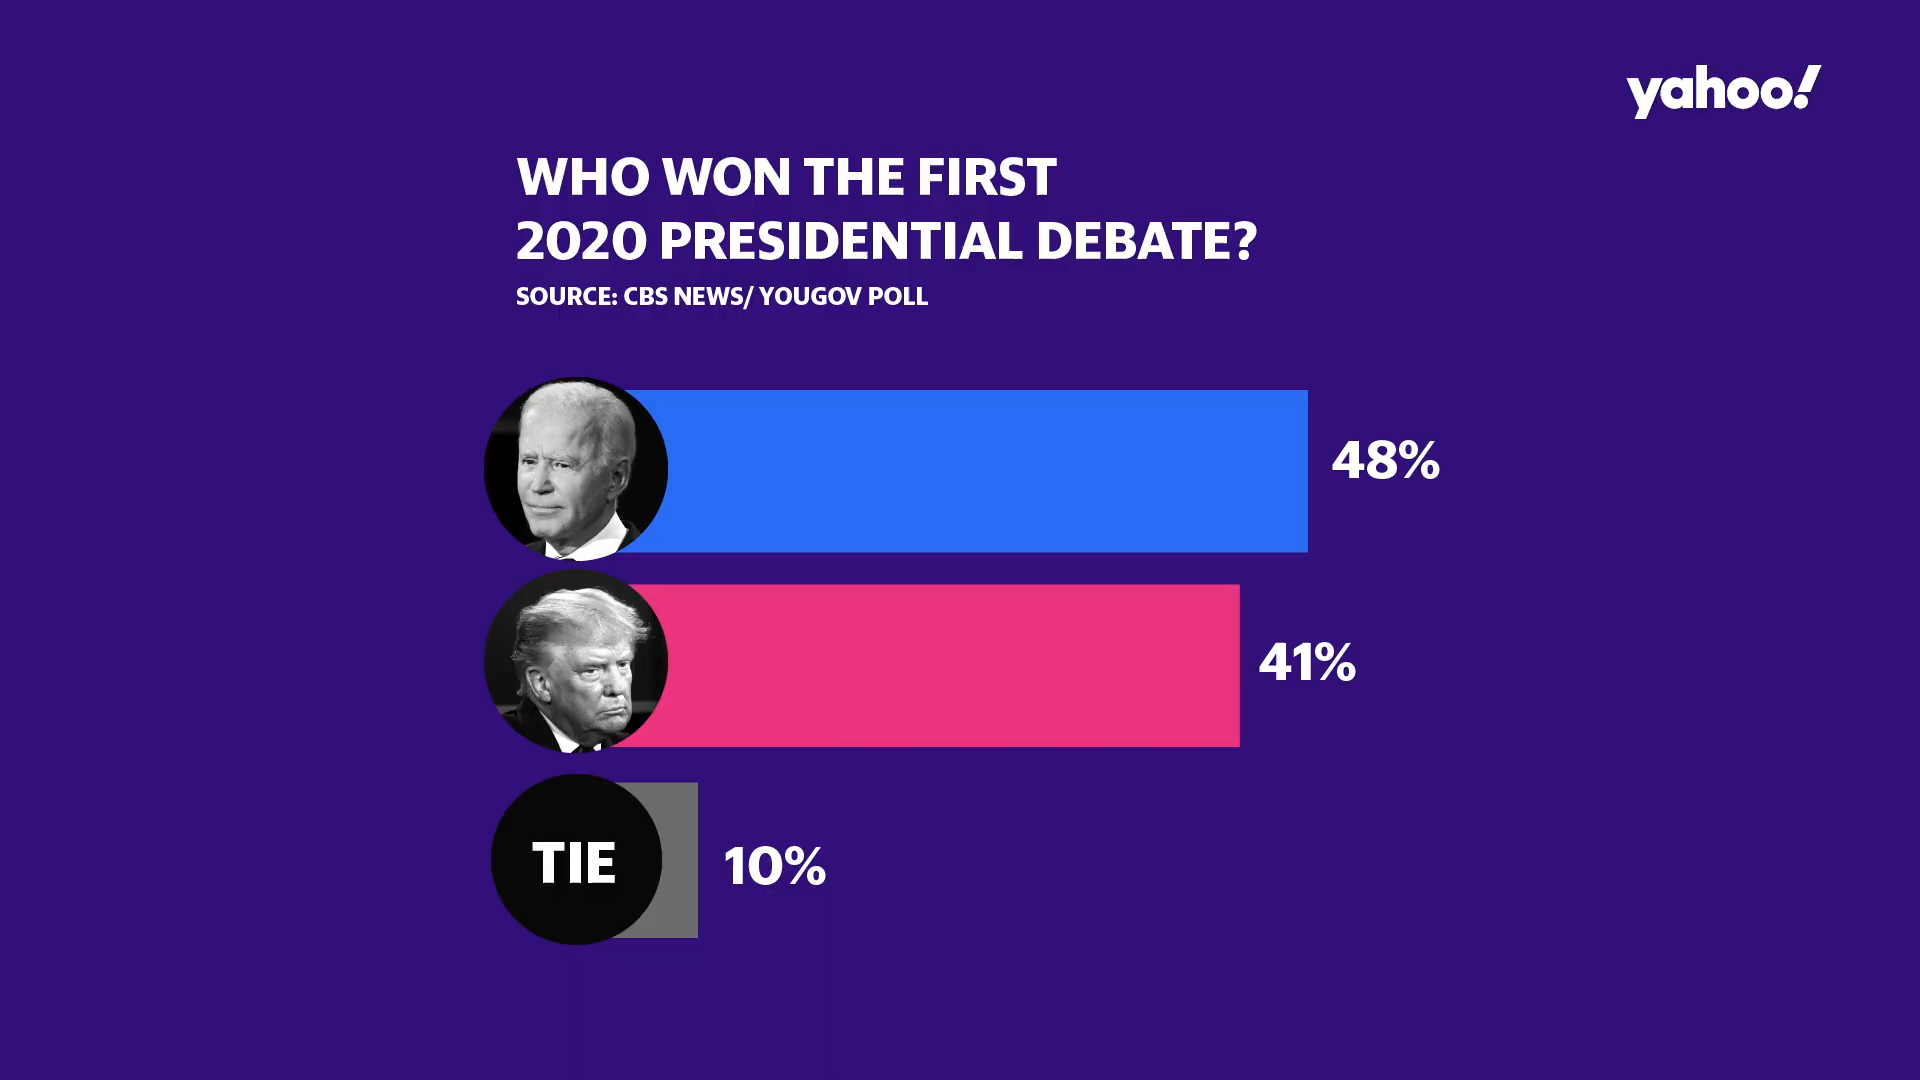 yahoo!
WHO WON THE FIRST
2020 PRESIDENTIAL DEBATE?
SOURCE: CBS NEWS/ YOUGOV POLL
48%
41%
TIE
10%